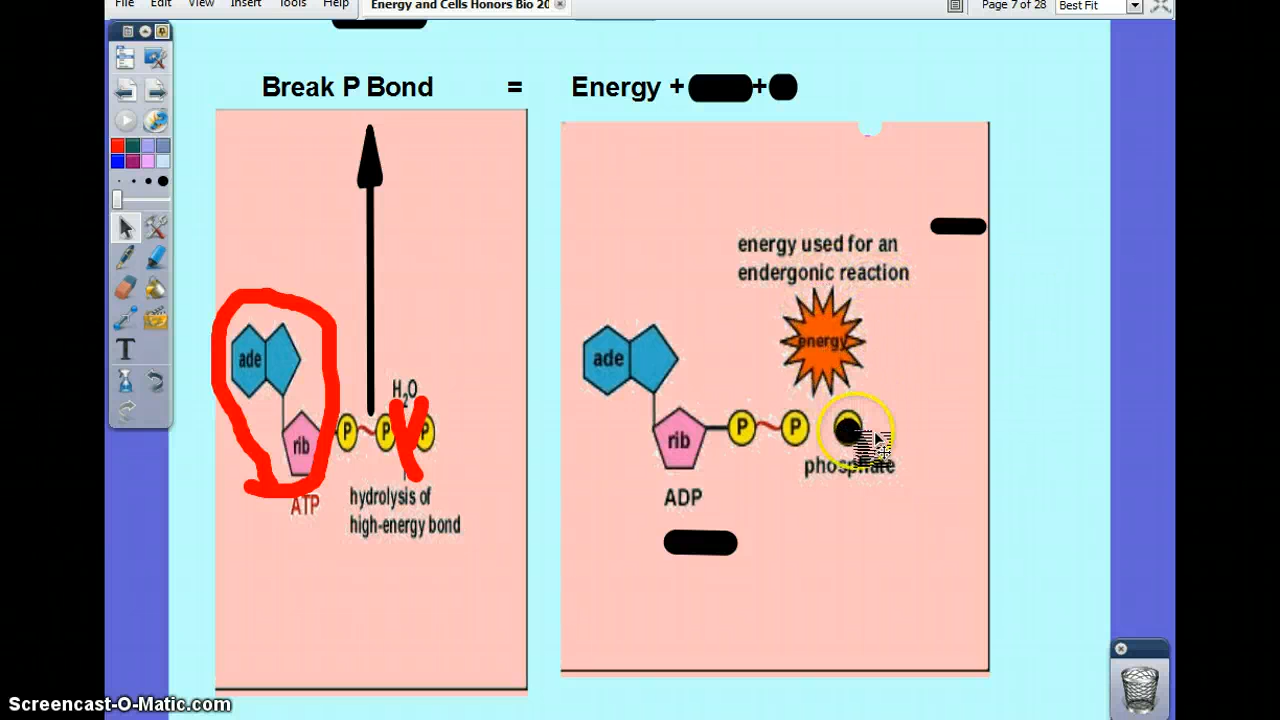 File Edit View Insert Tools Help
Energy and Cells Honors Bio 20
Page 7 of 28
Best Fit
Break P Bond = Energy + +
energy used for an
endergonic reaction
energy
ade
ade
H2O
P P P
P P
rib
rib
phosphate
hydrolysis of
high-energy bond
ATP
ADP
T
Screencast-O-Matic.com